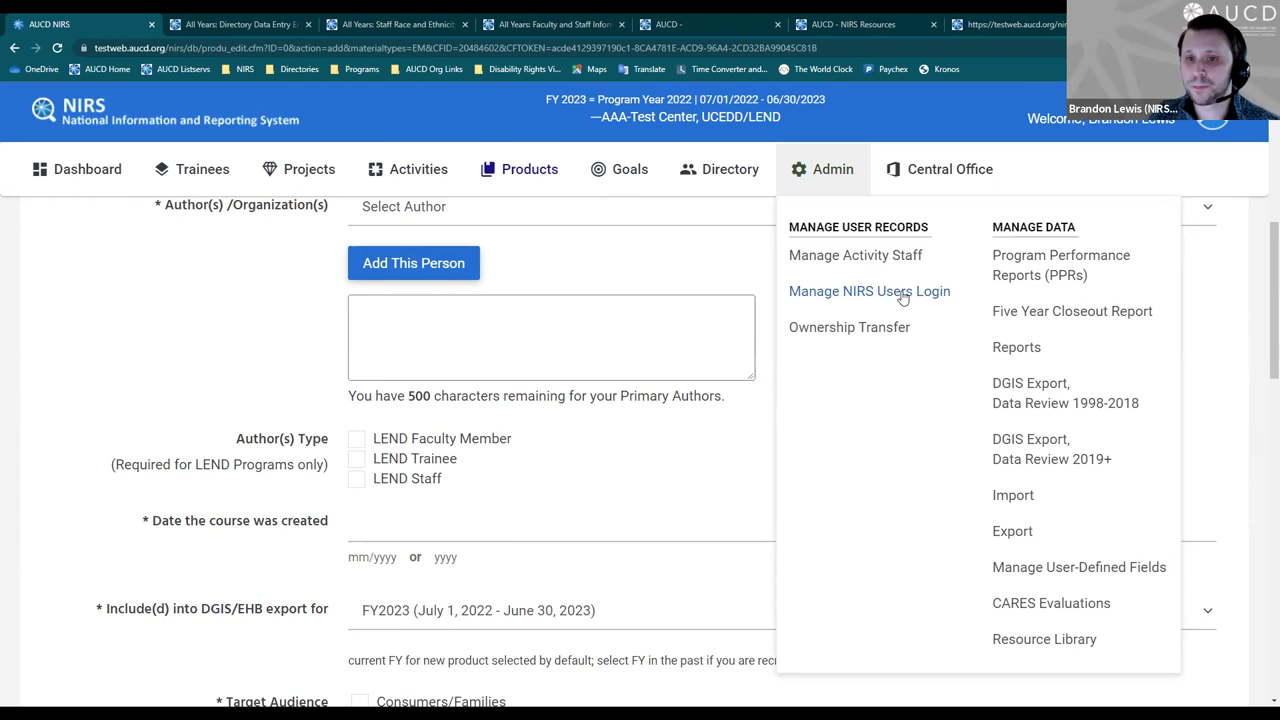 AUCD NIRS
All Years: Directory Data Entry E
All Years: Staff Race and Ethnicit
All Years: Faculty and Staff Infor
AUCD -
AUCD - NIRS Resources
https://testweb.aucd.org/nir
AUCD
testweb.aucd.org/nirs/db/produ_edit.cfm?ID=0&action=add&materialtypes=EM&CFID=20484602&CFTOKEN=acde4129397190c1-8CA4781E-ACD9-96A4-2CD32BA99045C81B
OneDrive
AUCD Home
AUCD Listservs
NIRS
Directories
Programs
AUCD Org Links
Disability Rights Vi...
Maps
Translate
Time Converter and...
The World Clock
Paychex
Kronos
Brandon Lewis (NIRS...
NIRS
National Information and Reporting System
FY 2023 = Program Year 2022 | 07/01/2022 - 06/30/2023
—AAA-Test Center, UCEDD/LEND
Welcome, Brandon Lewis
Dashboard
Trainees
Projects
Activities
Products
Goals
Directory
Admin
Central Office
* Author(s) /Organization(s)
Select Author
Add This Person
You have 500 characters remaining for your Primary Authors.
Author(s) Type
(Required for LEND Programs only)
LEND Faculty Member
LEND Trainee
LEND Staff
* Date the course was created
mm/yyyy or yyyy
* Include(d) into DGIS/EHB export for
FY2023 (July 1, 2022 - June 30, 2023)
current FY for new product selected by default; select FY in the past if you are recr
* Target Audience
Consumers/Families
MANAGE USER RECORDS
Manage Activity Staff
Manage NIRS Users Login
Ownership Transfer
MANAGE DATA
Program Performance
Reports (PPRs)
Five Year Closeout Report
Reports
DGIS Export,
Data Review 1998-2018
DGIS Export,
Data Review 2019+
Import
Export
Manage User-Defined Fields
CARES Evaluations
Resource Library